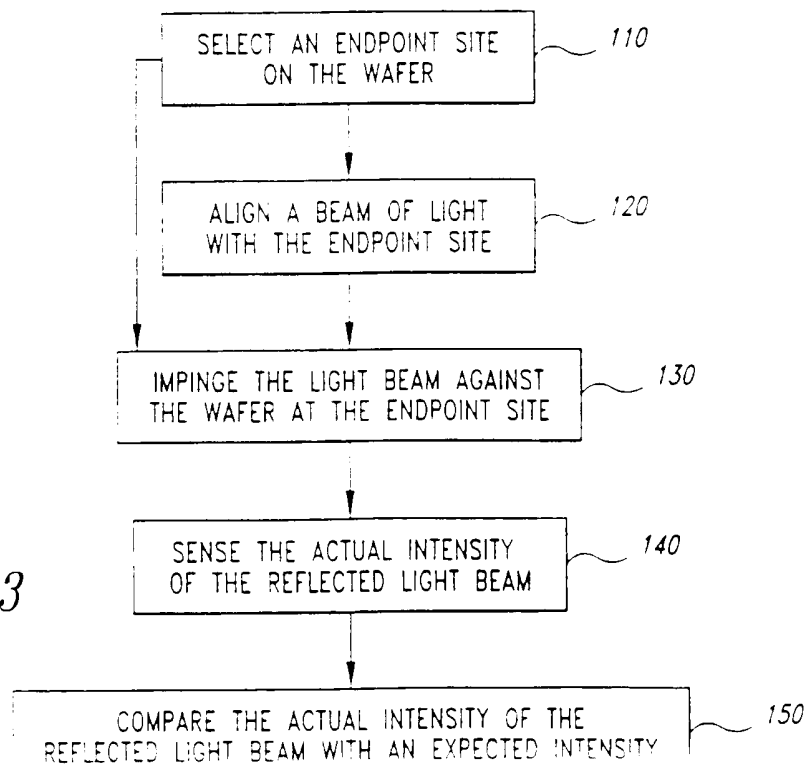 SELECT AN ENDPOINT SITE
ON THE WAFER
110
ALIGN A BEAM OF LIGHT
WITH THE ENDPOINT SITE
120
IMPINGE THE LIGHT BEAM AGAINST
THE WAFER AT THE ENDPOINT SITE
130
SENSE THE ACTUAL INTENSITY
OF THE REFLECTED LIGHT BEAM
140
3
COMPARE THE ACTUAL INTENSITY OF THE
REFLECTED LIGHT BEAM WITH AN EXPECTED INTENSITY
150